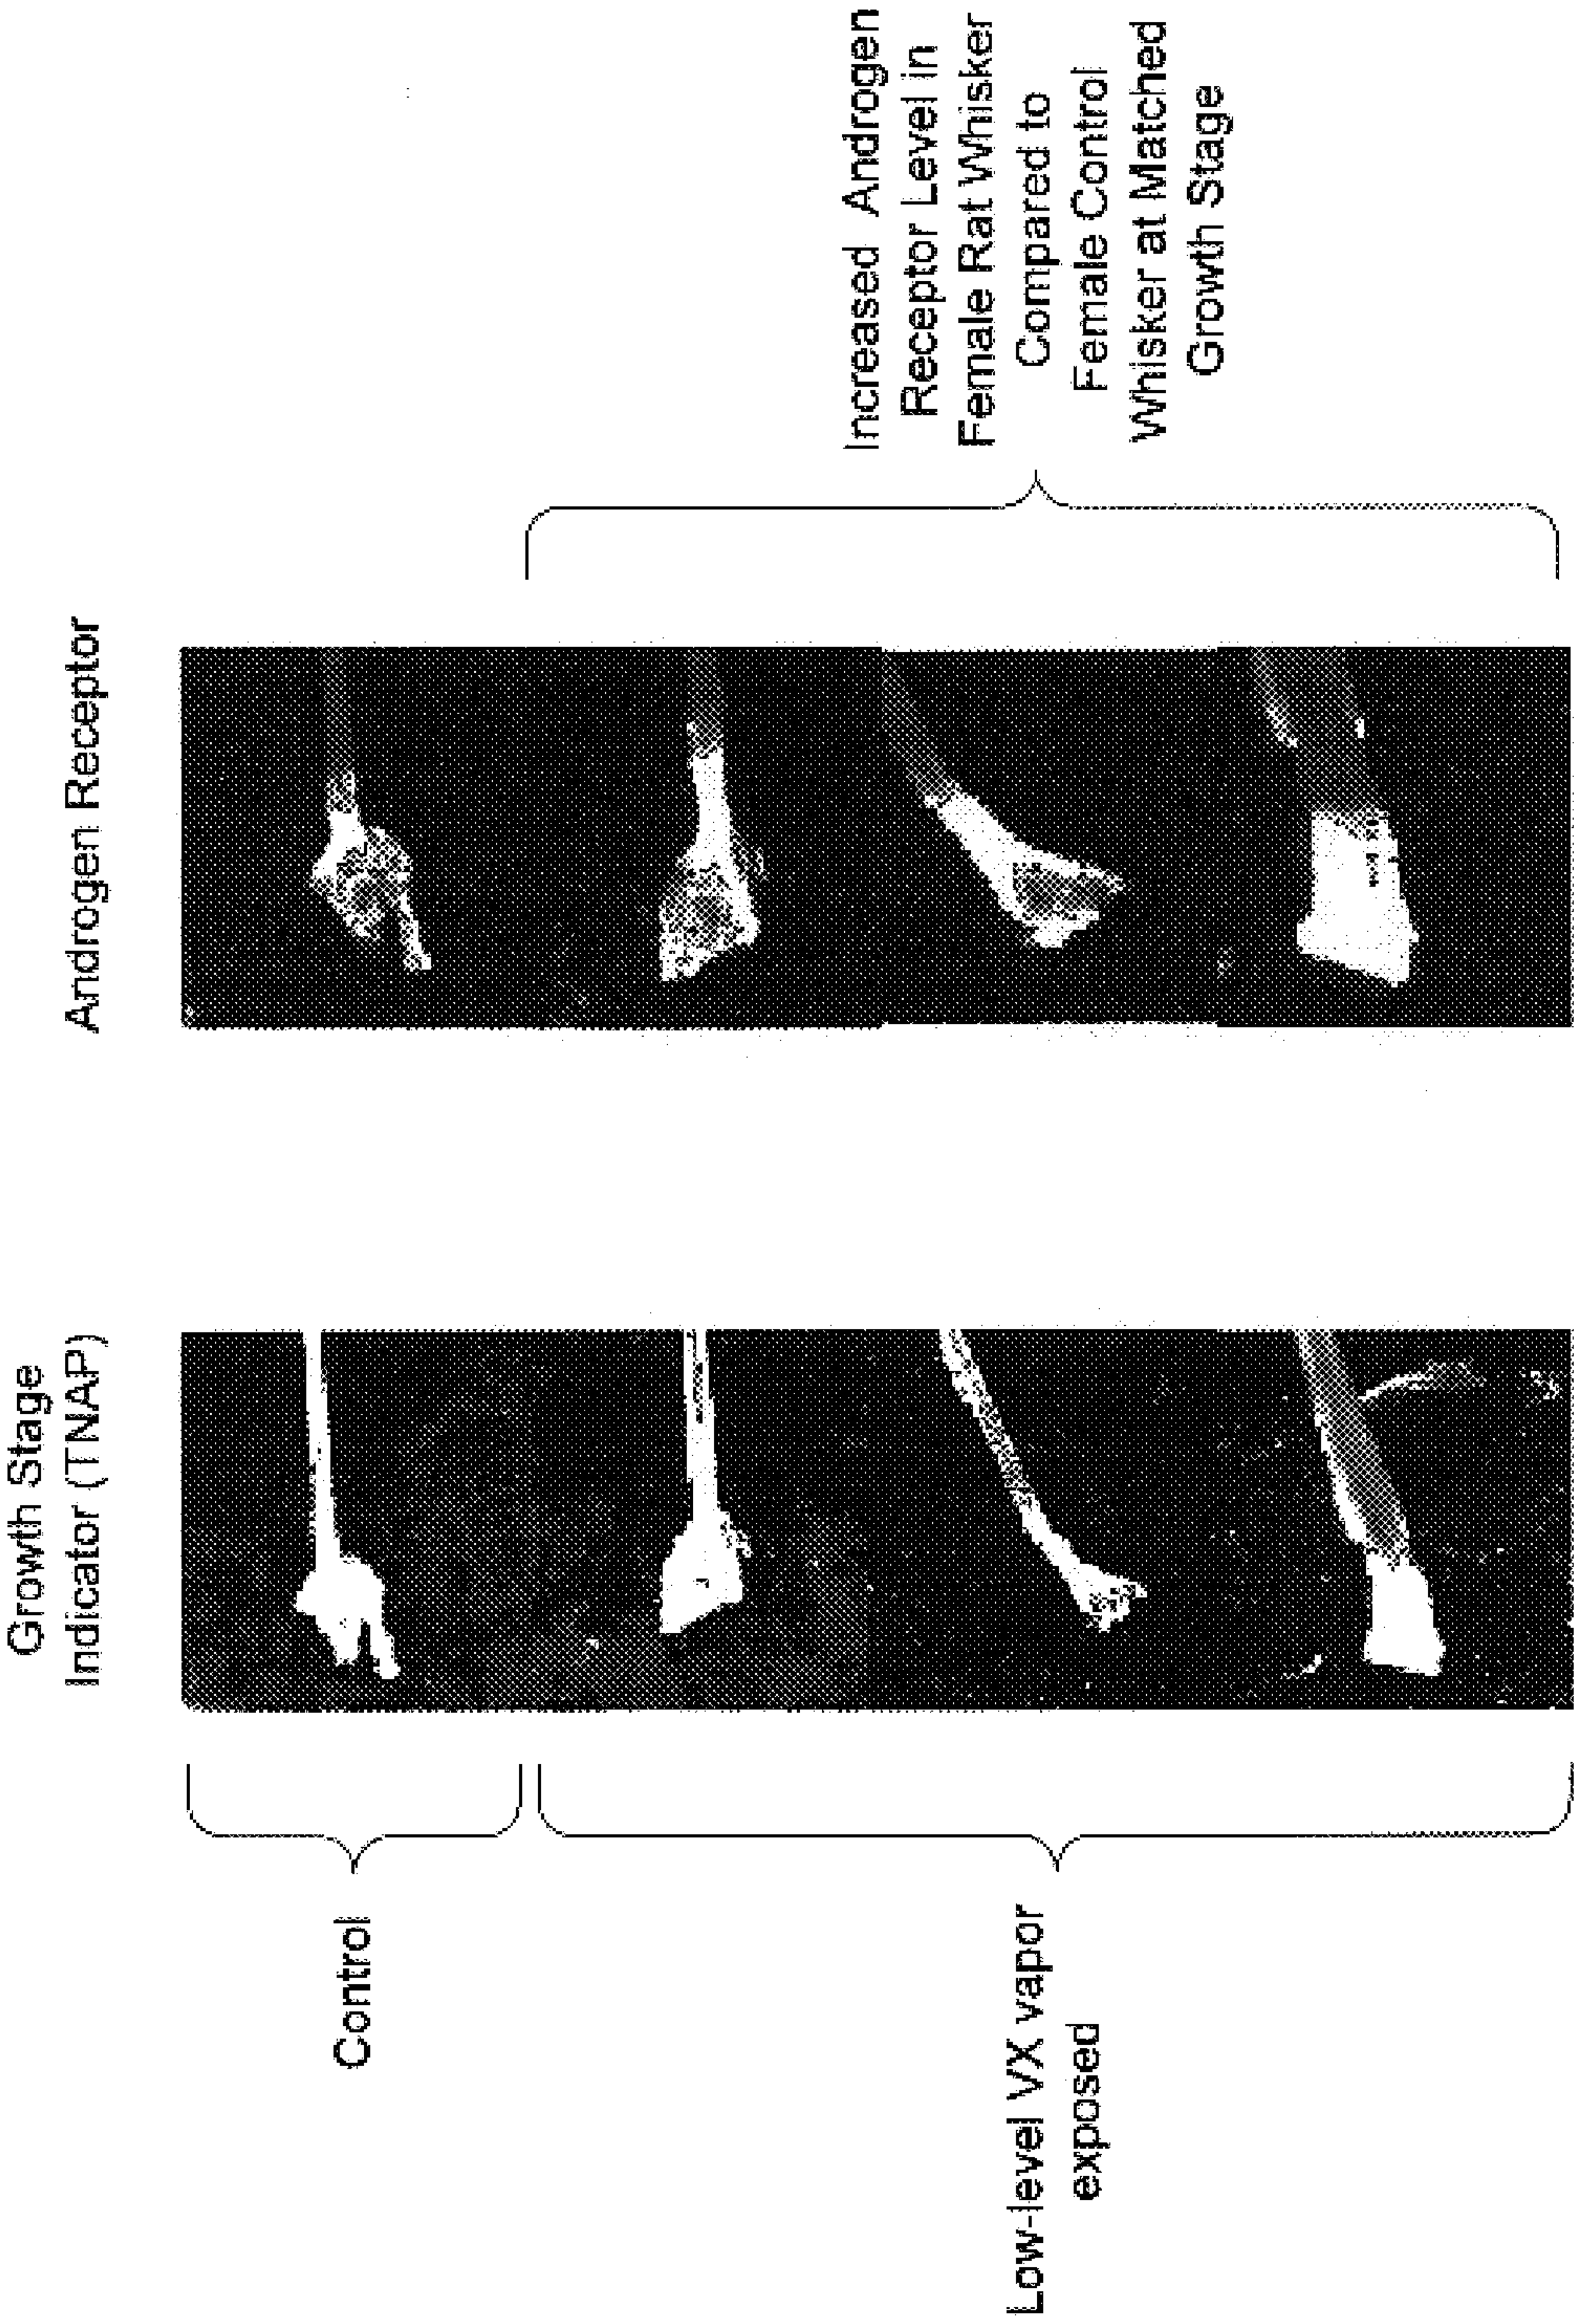 Growth Stage
Indicator (TNAP)
Androgen Receptor
Control
Low-level VX vapor
exposed
Increased Androgen
Receptor Level in
Female Rat Whisker
Compared to
Female Control
Whisker at Matched
Growth Stage